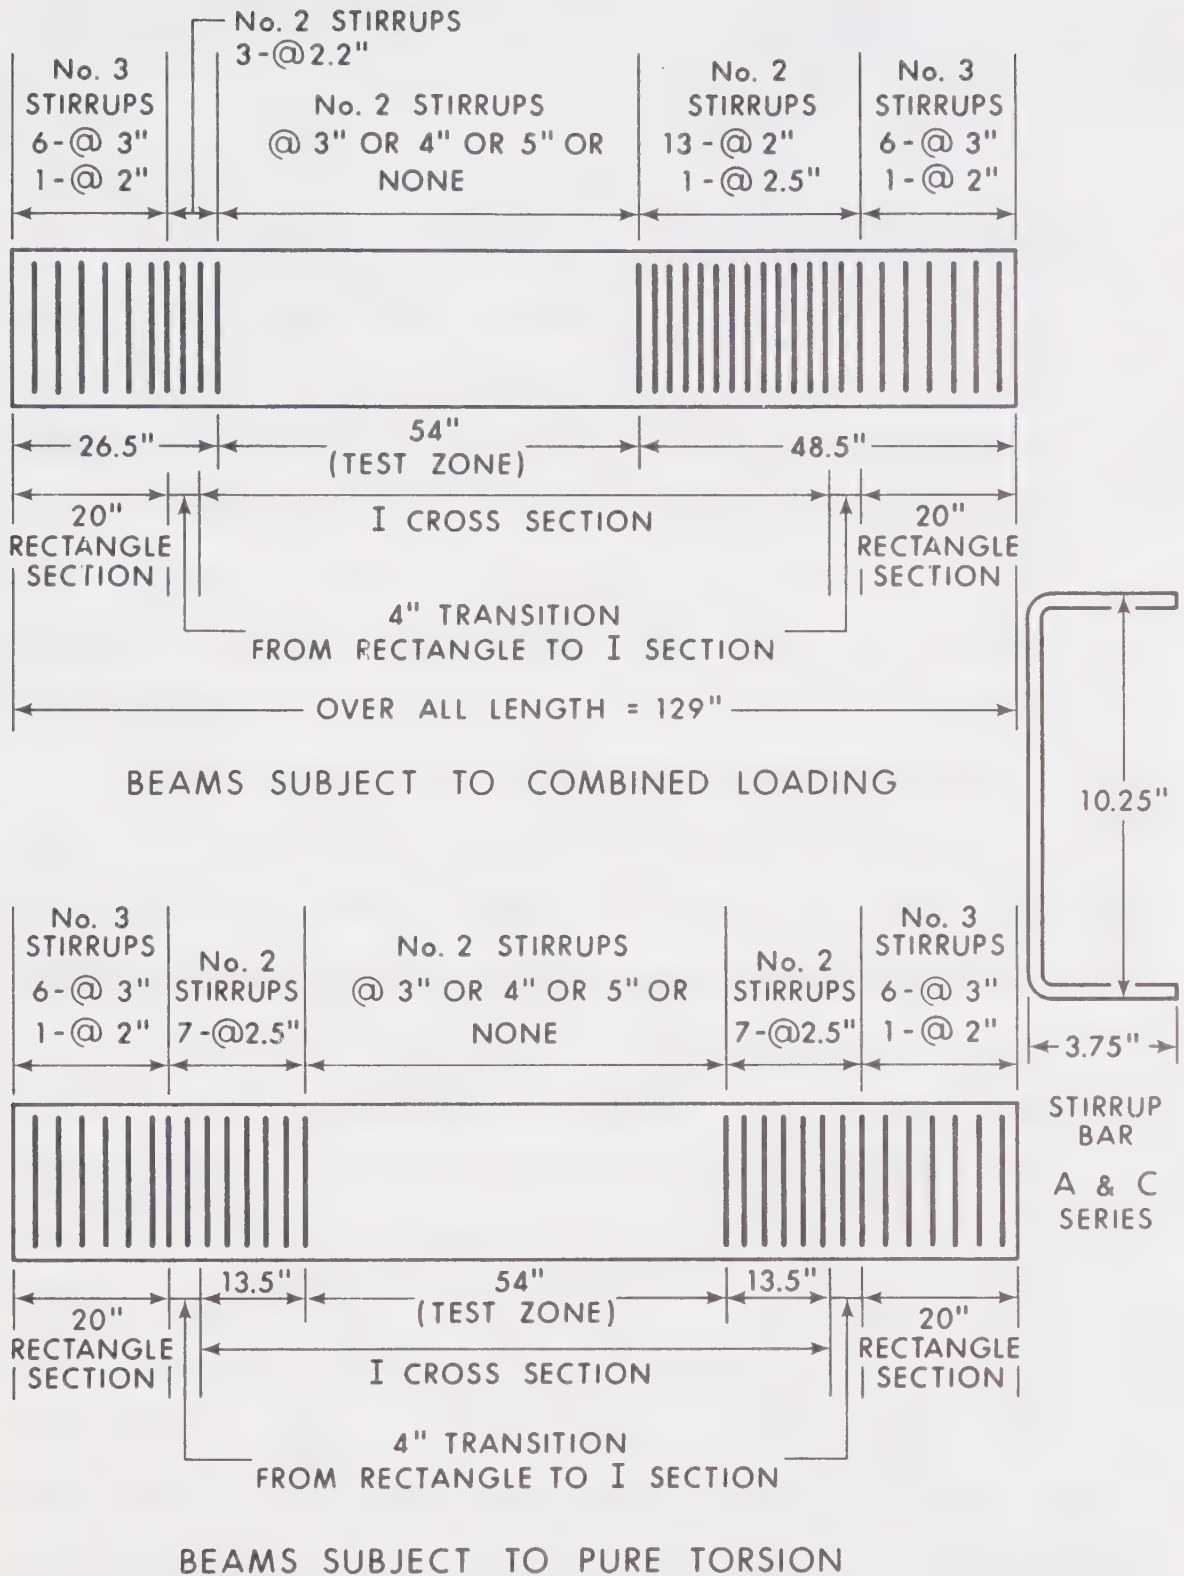 No. 2 STIRRUPS
3-@2.2"
No. 3
STIRRUPS
6-@ 3"
1-@ 2"
No. 2 STIRRUPS
@ 3" OR 4" OR 5" OR
NONE
No. 2
STIRRUPS
13-@ 2"
1-@ 2.5"
No. 3
STIRRUPS
6-@ 3"
1-@ 2"
26.5"
54"
(TEST ZONE)
48.5"
20"
RECTANGLE
SECTION
I CROSS SECTION
20"
RECTANGLE
SECTION
4" TRANSITION
FROM RECTANGLE TO I SECTION
OVER ALL LENGTH = 129"
BEAMS SUBJECT TO COMBINED LOADING
10.25"
3.75"
STIRRUP
BAR
A & C
SERIES
No. 3
STIRRUPS
6-@ 3"
1-@ 2"
No. 2
STIRRUPS
7-@2.5"
No. 2 STIRRUPS
@ 3" OR 4" OR 5" OR
NONE
No. 2
STIRRUPS
7-@2.5"
No. 3
STIRRUPS
6-@ 3"
1-@ 2"
13.5"
54"
(TEST ZONE)
13.5"
20"
RECTANGLE
SECTION
I CROSS SECTION
20"
RECTANGLE
SECTION
4" TRANSITION
FROM RECTANGLE TO I SECTION
BEAMS SUBJECT TO PURE TORSION